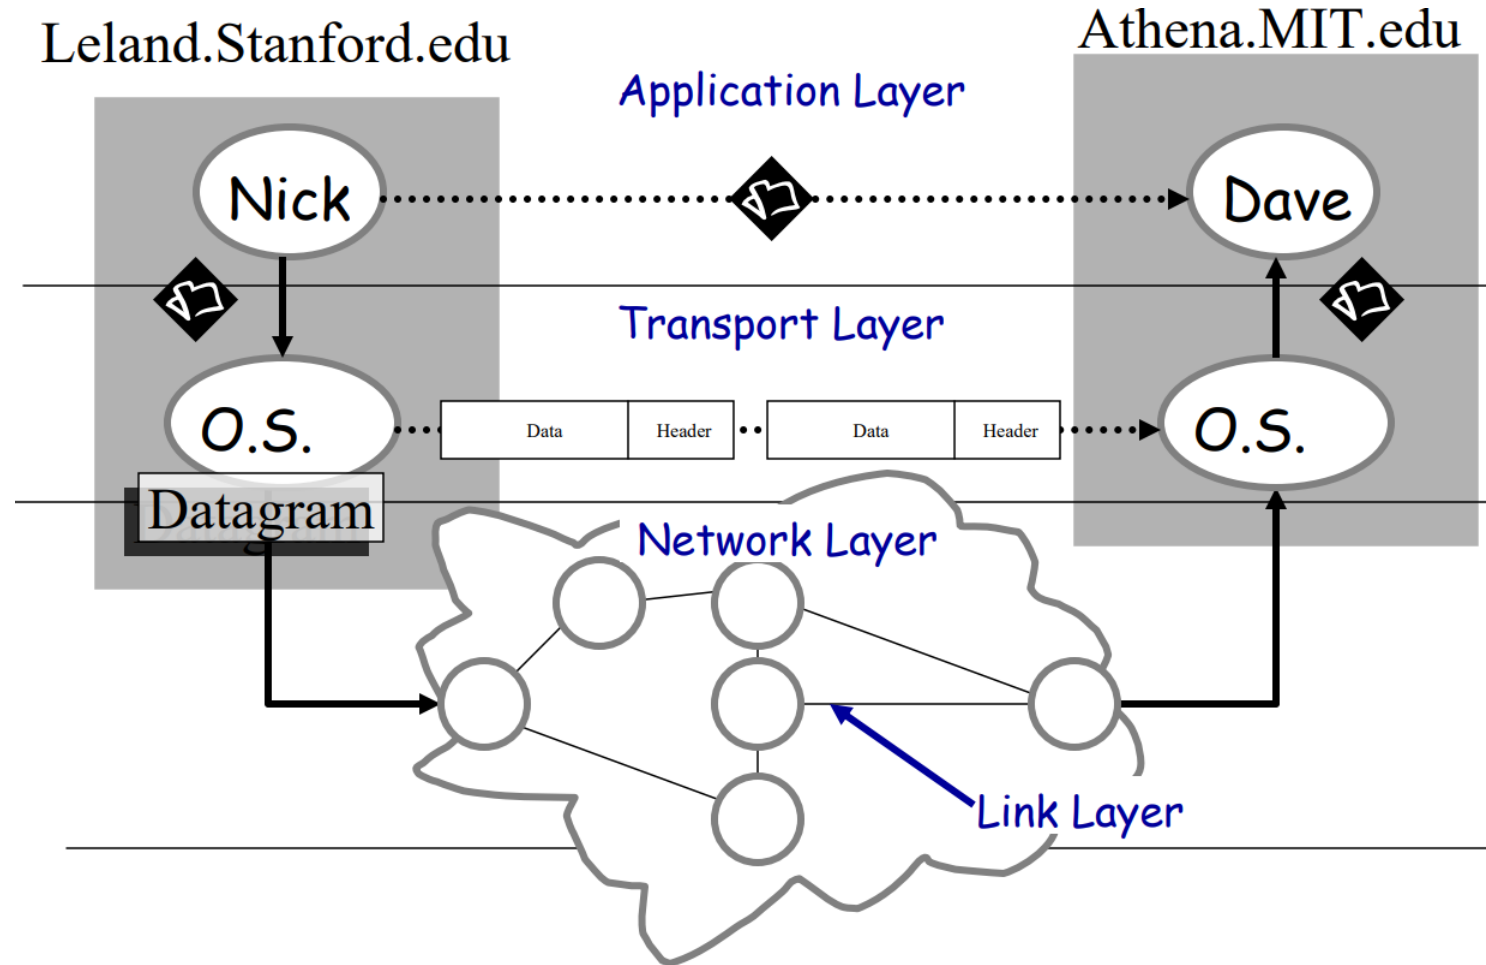 Leland.Stanford.edu
Athena.MIT.edu
Application Layer
Nick
Dave
Transport Layer
O.S.
Data
Header
Data
Header
O.S.
Datagram
Network Layer
Link Layer